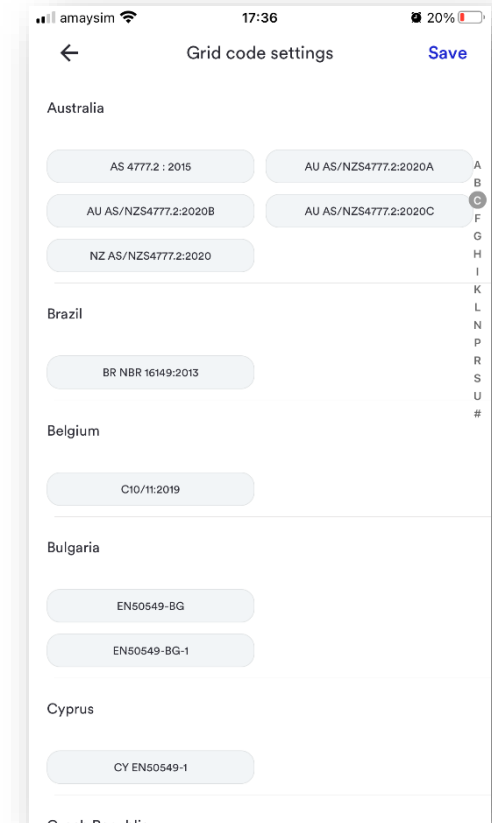 amaysim 17:36 20%
Grid code settings Save
Australia
AS 4777.2 : 2015 AU AS/NZS4777.2:2020A
AU AS/NZS4777.2:2020B AU AS/NZS4777.2:2020C
NZ AS/NZS4777.2:2020
Brazil
BR NBR 16149:2013
Belgium
C10/11:2019
Bulgaria
EN50549-BG
EN50549-BG-1
Cyprus
CY EN50549-1
A
B
C
F
G
H
I
K
L
N
P
R
S
U
#